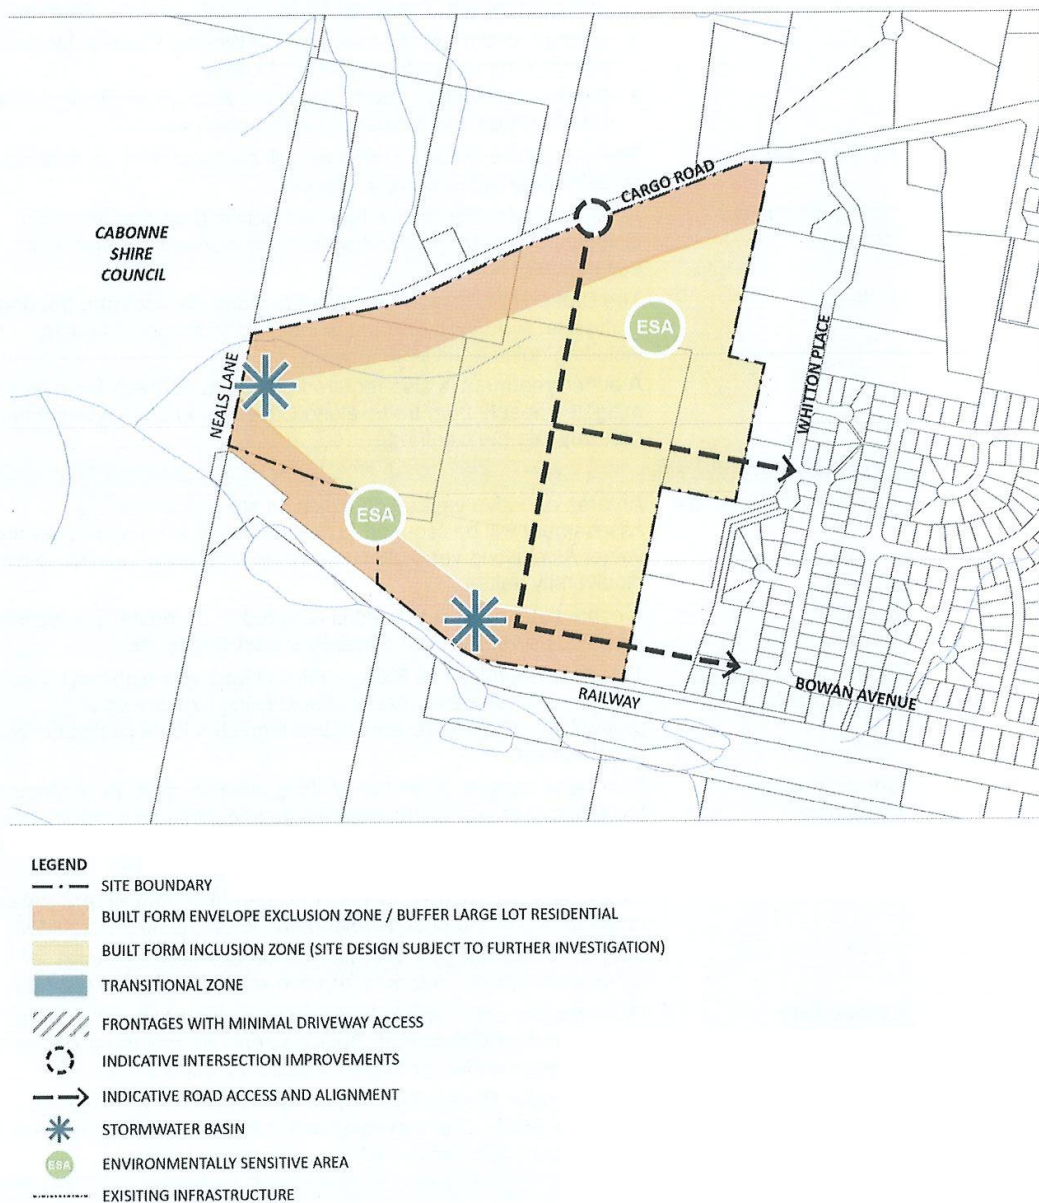 CARGO ROAD
CABONNE
SHIRE
COUNCIL
ESA
NEALS LANE
WHITTON PLACE
ESA
BOWAN AVENUE
RAILWAY
LEGEND
SITE BOUNDARY
BUILT FORM ENVELOPE EXCLUSION ZONE / BUFFER LARGE LOT RESIDENTIAL
BUILT FORM INCLUSION ZONE (SITE DESIGN SUBJECT TO FURTHER INVESTIGATION)
TRANSITIONAL ZONE
FRONTAGES WITH MINIMAL DRIVEWAY ACCESS
INDICATIVE INTERSECTION IMPROVEMENTS
INDICATIVE ROAD ACCESS AND ALIGNMENT
STORMWATER BASIN
ESA
ENVIRONMENTALLY SENSITIVE AREA
EXISITING INFRASTRUCTURE